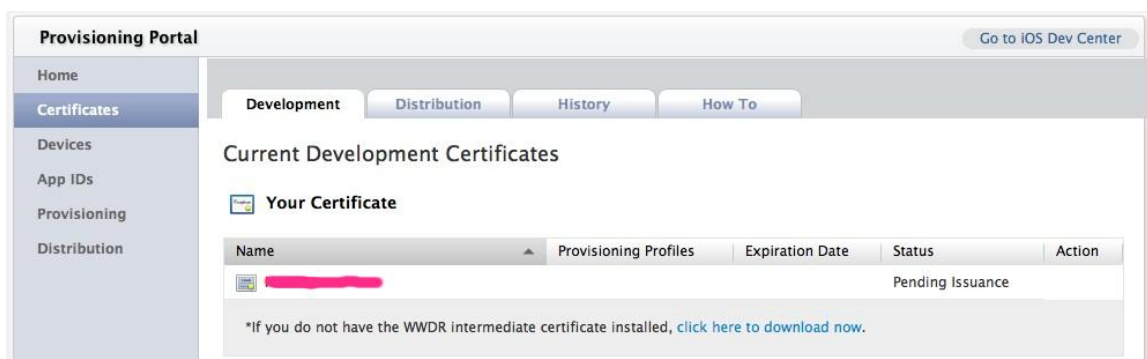 Provisioning Portal
Go to iOS Dev Center
Home
Certificates
Devices
App IDs
Provisioning
Distribution
Development
Distribution
History
How To
Current Development Certificates
Your Certificate
Name
Provisioning Profiles
Expiration Date
Status
Action
Pending Issuance
*If you do not have the WWDR intermediate certificate installed, click here to download now.